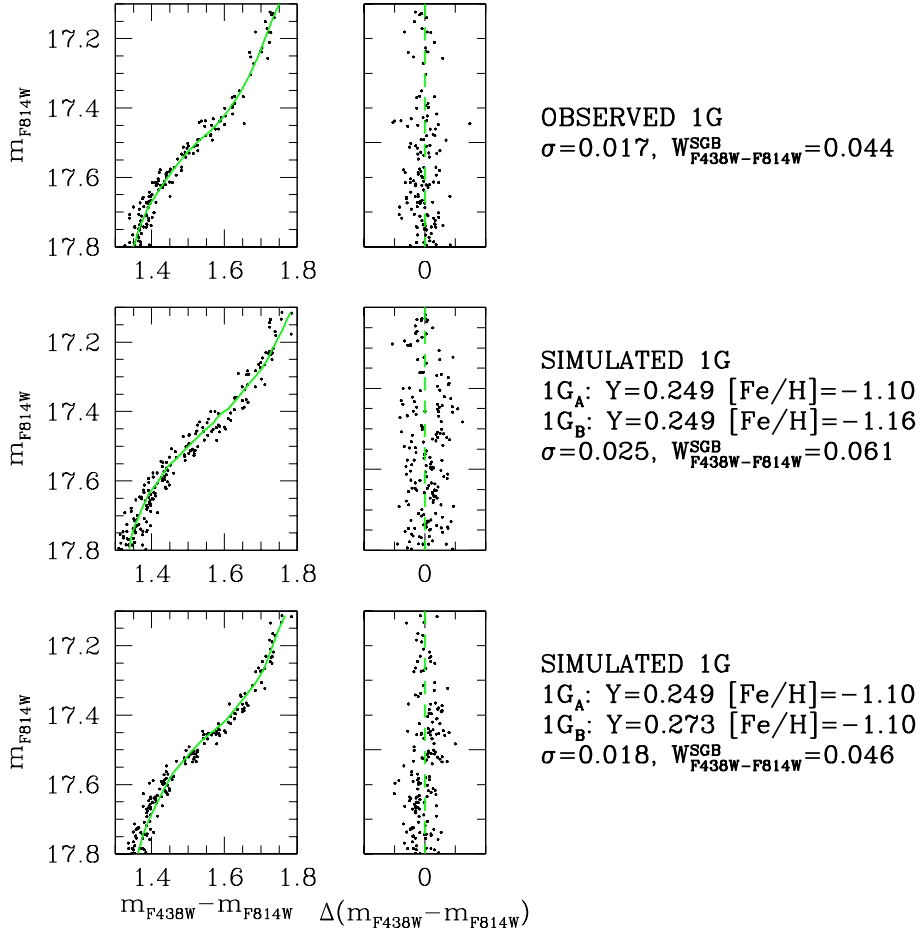 17.2
17.4
17.6
17.8
m_F814W
1.4 1.6 1.8
0
OBSERVED 1G
σ=0.017, W^SGB_F438W−F814W=0.044
17.2
17.4
17.6
17.8
m_F814W
1.4 1.6 1.8
0
SIMULATED 1G
1G_A: Y=0.249 [Fe/H]=−1.10
1G_B: Y=0.249 [Fe/H]=−1.16
σ=0.025, W^SGB_F438W−F814W=0.061
17.2
17.4
17.6
17.8
m_F814W
1.4 1.6 1.8
0
m_F438W−m_F814W
Δ(m_F438W−m_F814W)
SIMULATED 1G
1G_A: Y=0.249 [Fe/H]=−1.10
1G_B: Y=0.273 [Fe/H]=−1.10
σ=0.018, W^SGB_F438W−F814W=0.046